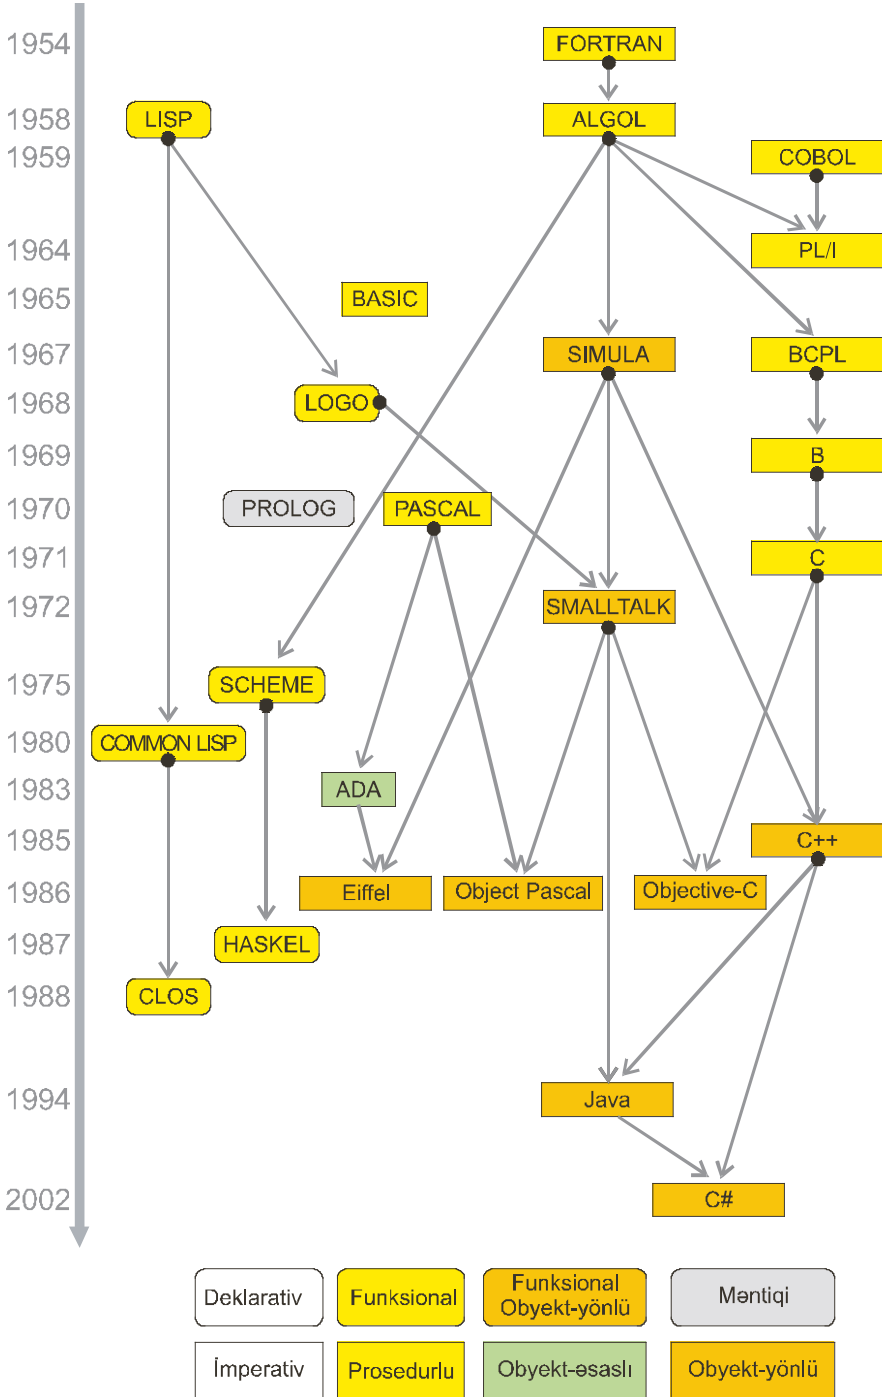 1954
FORTRAN
1958
LISP
ALGOL
1959
COBOL
1964
PL/I
1965
BASIC
1967
SIMULA
BCPL
1968
LOGO
1969
B
1970
PROLOG
PASCAL
1971
C
1972
SMALLTALK
1975
SCHEME
1980
COMMON LISP
1983
ADA
1985
C++
1986
Eiffel
Object Pascal
Objective-C
1987
HASKEL
1988
CLOS
1994
Java
2002
C#
Deklarativ
Funksional
Funksional
Obyekt-yönlü
Məntiqi
İmperativ
Prosedurlu
Obyekt-əsaslı
Obyekt-yönlü